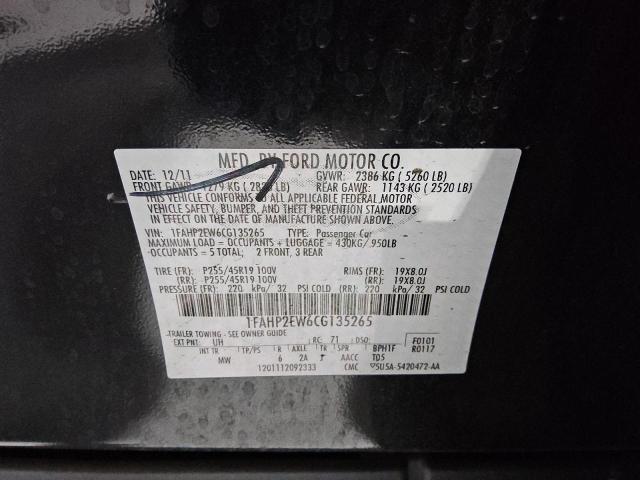 MFD. BY FORD MOTOR CO.
DATE: 12/11 GVWR: 2386 KG ( 5260 LB)
FRONT GAWR: 1279 KG ( LB) REAR GAWR: 1143 KG ( 2520 LB)
THIS VEHICLE CONFORMS TO ALL APPLICABLE FEDERAL MOTOR
VEHICLE SAFETY, BUMPER, AND THEFT PREVENTION STANDARDS
IN EFFECT ON THE DATE OF MANUFACTURE SHOWN ABOVE.
VIN: 1FAHP2EW6CG135265 TYPE: Passenger Car
MAXIMUM LOAD = OCCUPANTS + LUGGAGE = 430KG/ 950LB
OCCUPANTS = 5 TOTAL; 2 FRONT, 3 REAR
TIRE (FR): P255/45R19 100V RIMS (FR): 19X8.0J
(RR): P255/45R19 100V (RR): 19X8.0J
PRESSURE (FR): 220 kPa/ 32 PSI COLD (RR): 220 kPa/ 32 PSI COLD
1FAHP2EW6CG135265
TRAILER TOWING - SEE OWNER GUIDE
EXT PNT: UH RC: 71 DSO: F0101
INT TR TP/PS R AXLE TR SPR BPH1F R0117
MW 6 2A J AACC TD5
1201112092333 CMC ▽5U5A-5420472-AA